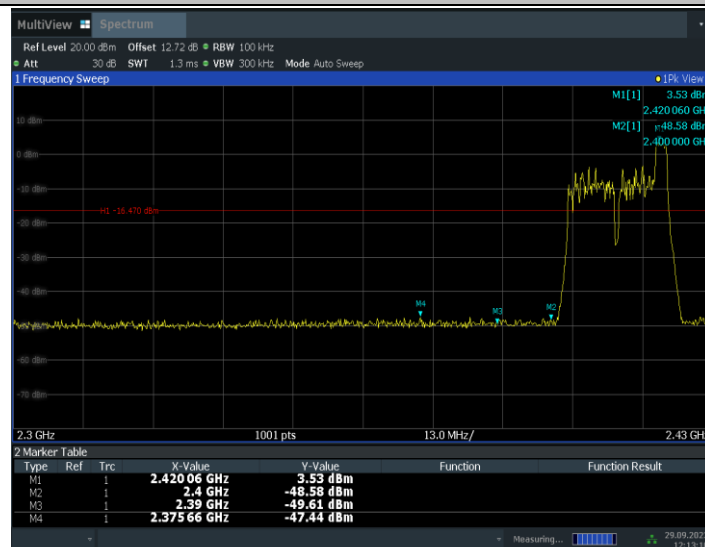 MultiView Spectrum
Ref Level 20.00 dBm Offset 12.72 dB RBW 100 kHz
Att 30 dB SWT 1.3 ms VBW 300 kHz Mode Auto Sweep
1 Frequency Sweep 1Pk View
M1[1] 3.53 dBm
2.420 060 GH
10 dBm
M2[1] -48.58 dBm
2.400 000 GH
0 dBm
-10 dBm
H1 -16.470 dBm
-20 dBm
-30 dBm
-40 dBm
M4 M3 M2
-60 dBm
-70 dBm
2.3 GHz 1001 pts 13.0 MHz/ 2.43 GH
2 Marker Table
Type Ref Trc X-Value Y-Value Function Function Result
M1 1 2.420 06 GHz 3.53 dBm
M2 1 2.4 GHz -48.58 dBm
M3 1 2.39 GHz -49.61 dBm
M4 1 2.375 66 GHz -47.44 dBm
Measuring... 29.09.202